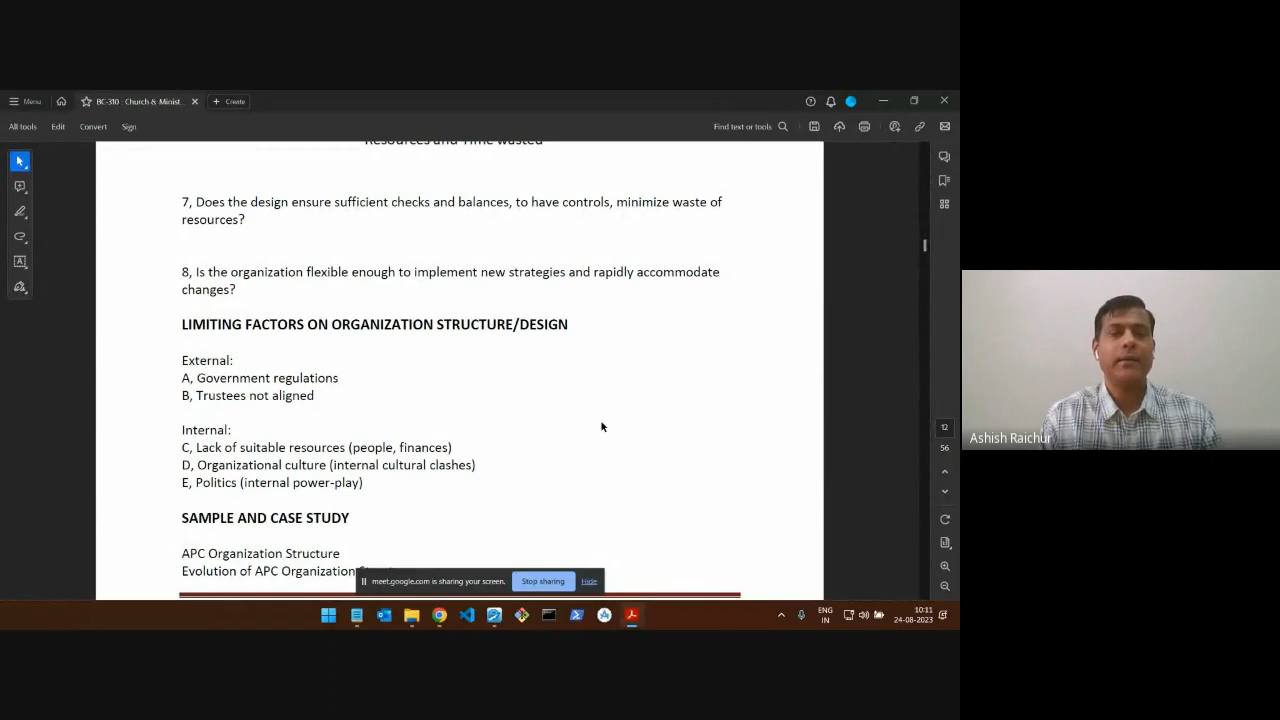 Menu
BC-310 : Church & Minist...
Create
All tools
Edit
Convert
Sign
Find text or tools
Resources and Time wasted
7, Does the design ensure sufficient checks and balances, to have controls, minimize waste of
resources?
8, Is the organization flexible enough to implement new strategies and rapidly accommodate
changes?
LIMITING FACTORS ON ORGANIZATION STRUCTURE/DESIGN
External:
A, Government regulations
B, Trustees not aligned
Internal:
C, Lack of suitable resources (people, finances)
D, Organizational culture (internal cultural clashes)
E, Politics (internal power-play)
SAMPLE AND CASE STUDY
APC Organization Structure
Evolution of APC Organization
meet.google.com is sharing your screen.
Stop sharing
Hide
12
56
ENG
IN
10:11
24-08-2023
Ashish Raichur